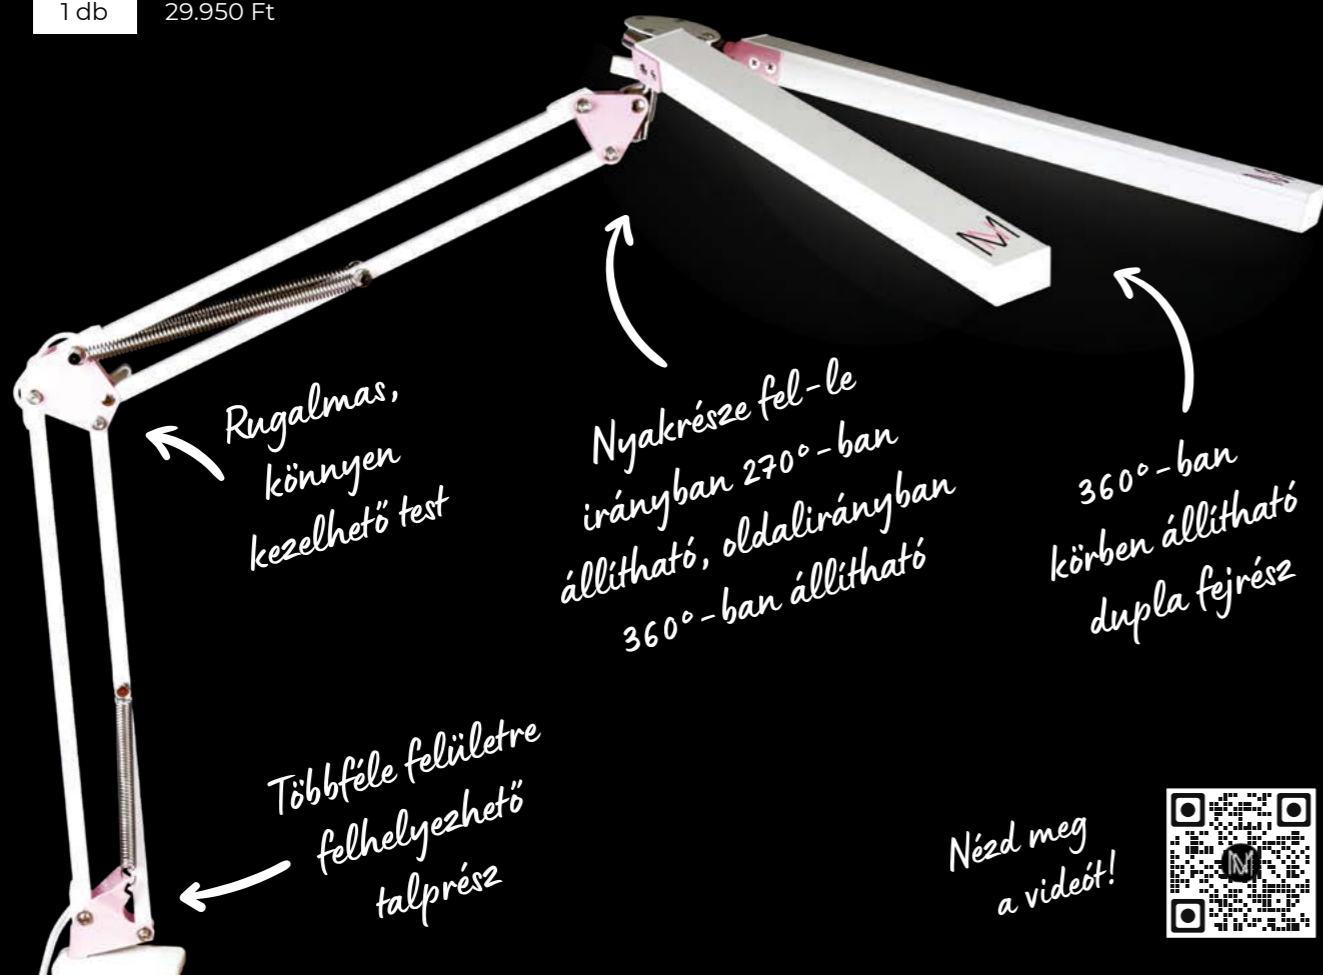 1 db 29.950 Ft
Rugalmas,
könnyen
kezelhető test
Nyakrésze fel-le
irányban 270°-ban
állítható, oldalirányban
360°-ban állítható
360°-ban
körben állítható
dupla fejrész
Többféle felületre
felhelyezhető
talprész
Nézd meg
a videót!